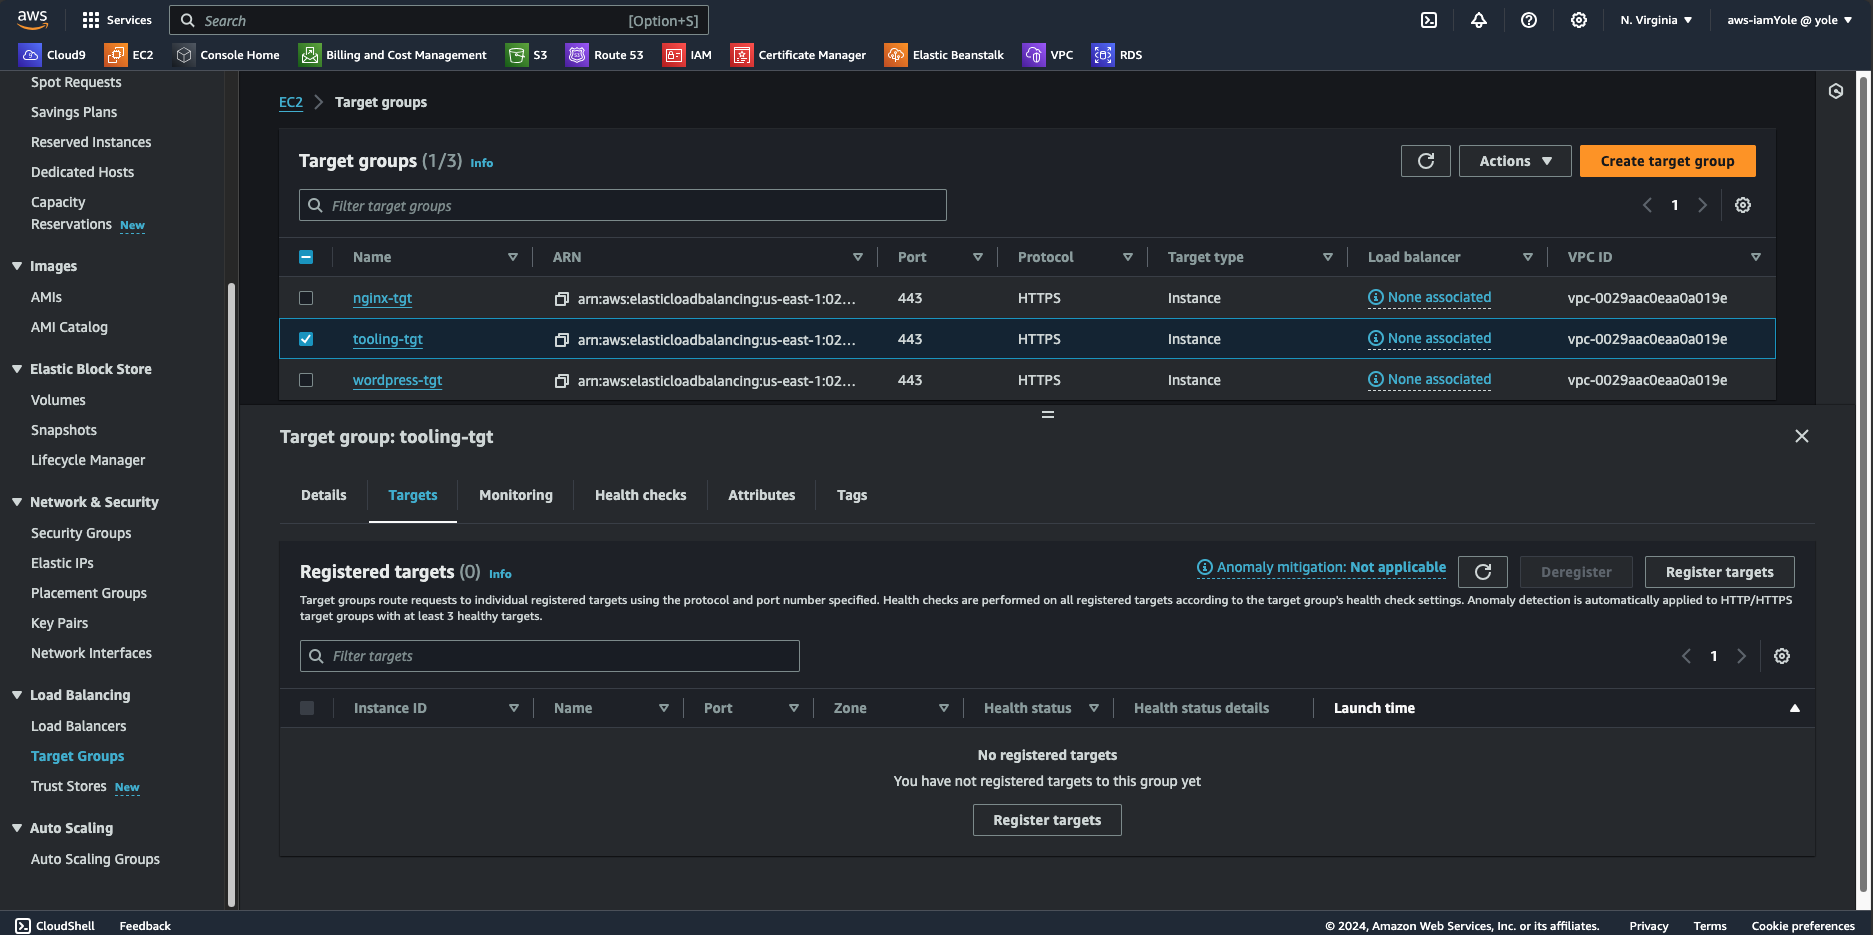 aws
Services
Search
[Option+S]
N. Virginia
aws-iamYole @ yole
Cloud9
EC2
Console Home
Billing and Cost Management
S3
Route 53
IAM
Certificate Manager
Elastic Beanstalk
VPC
RDS
Spot Requests
Savings Plans
Reserved Instances
Dedicated Hosts
Capacity
Reservations New
Images
AMIs
AMI Catalog
Elastic Block Store
Volumes
Snapshots
Lifecycle Manager
Network & Security
Security Groups
Elastic IPs
Placement Groups
Key Pairs
Network Interfaces
Load Balancing
Load Balancers
Target Groups
Trust Stores New
Auto Scaling
Auto Scaling Groups
EC2 Target groups
Target groups (1/3) Info
Actions
Create target group
Filter target groups
1
Name ARN Port Protocol Target type Load balancer VPC ID
nginx-tgt arn:aws:elasticloadbalancing:us-east-1:02... 443 HTTPS Instance None associated vpc-0029aac0eaa0a019e
tooling-tgt arn:aws:elasticloadbalancing:us-east-1:02... 443 HTTPS Instance None associated vpc-0029aac0eaa0a019e
wordpress-tgt arn:aws:elasticloadbalancing:us-east-1:02... 443 HTTPS Instance None associated vpc-0029aac0eaa0a019e
Target group: tooling-tgt
Details Targets Monitoring Health checks Attributes Tags
Registered targets (0) Info
Anomaly mitigation: Not applicable
Deregister
Register targets
Target groups route requests to individual registered targets using the protocol and port number specified. Health checks are performed on all registered targets according to the target group's health check settings. Anomaly detection is automatically applied to HTTP/HTTPS
target groups with at least 3 healthy targets.
Filter targets
1
Instance ID Name Port Zone Health status Health status details Launch time
No registered targets
You have not registered targets to this group yet
Register targets
CloudShell Feedback
© 2024, Amazon Web Services, Inc. or its affiliates. Privacy Terms Cookie preferences